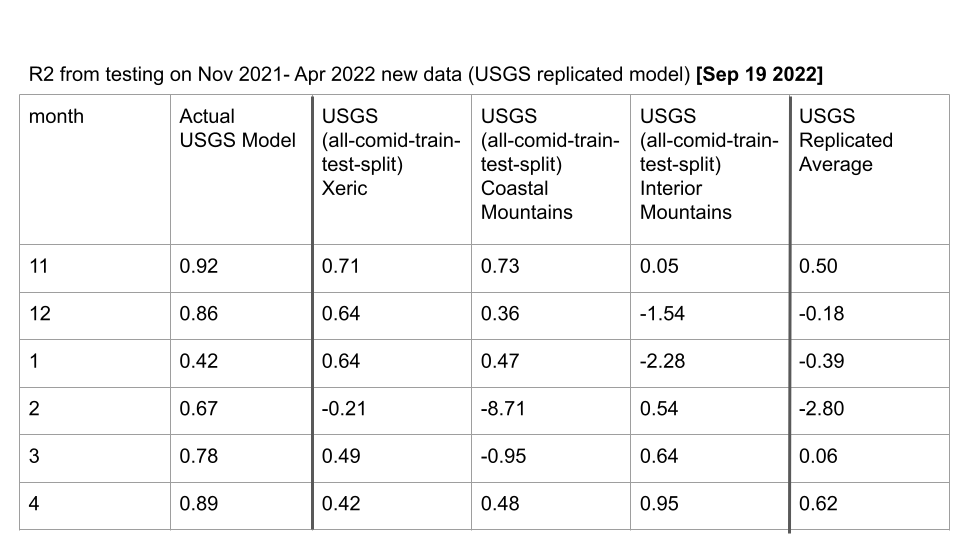 R2 from testing on Nov 2021- Apr 2022 new data (USGS replicated model) [Sep 19 2022]
month
Actual
USGS Model
USGS
(all-comid-train-
test-split)
Xeric
USGS
(all-comid-train-
test-split)
Coastal
Mountains
USGS
(all-comid-train-
test-split)
Interior
Mountains
USGS
Replicated
Average
11 0.92 0.71 0.73 0.05 0.50
12 0.86 0.64 0.36 -1.54 -0.18
1 0.42 0.64 0.47 -2.28 -0.39
2 0.67 -0.21 -8.71 0.54 -2.80
3 0.78 0.49 -0.95 0.64 0.06
4 0.89 0.42 0.48 0.95 0.62